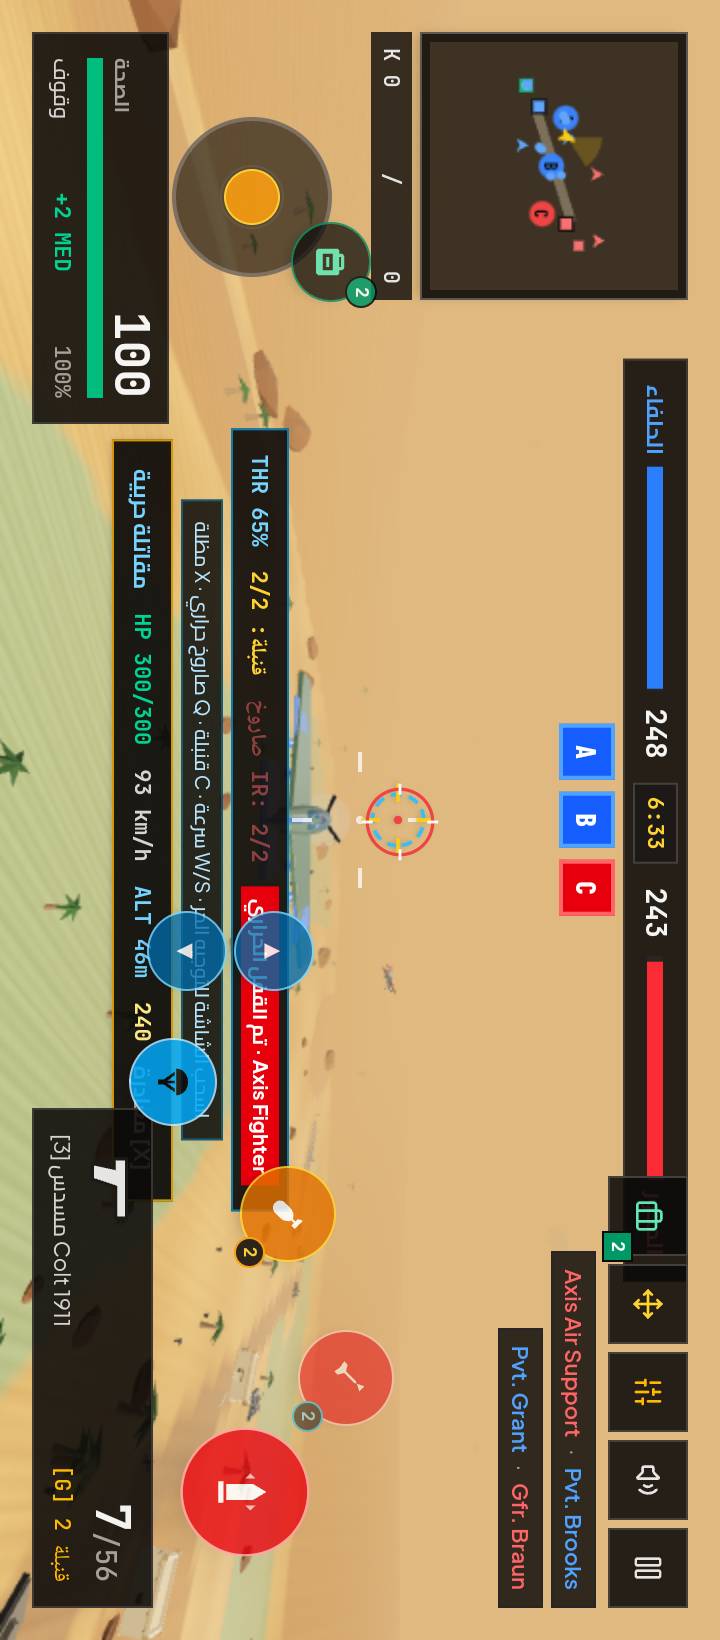 K 0 / 0
الحلفاء
248
6:33
243
A
B
C
B
C
Axis Air Support · Pvt. Brooks
Pvt. Grant · Gfr. Braun
2
2
THR 65% قنبلة: 2/2 صاروخ IR: 2/2 تم القفل الحراري · Axis Fighter
W/S سرعة · C قنبلة · Q صاروخ حراري · X مظلة
مقاتلة حربية HP 300/300 93 km/h ALT 46m 240 [X]
الصحة
100
وقوف
+2 MED
100%
2
2
[3] مسدس Colt 1911
7/56
[G] قنبلة 2